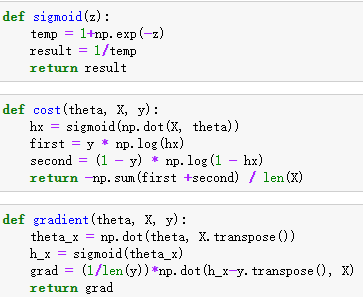 def sigmoid(z):
    temp = 1+np.exp(-z)
    result = 1/temp
    return result
def cost(theta, X, y):
    hx = sigmoid(np.dot(X, theta))
    first = y * np.log(hx)
    second = (1 - y) * np.log(1 - hx)
    return -np.sum(first +second) / len(X)
def gradient(theta, X, y):
    theta_x = np.dot(theta, X.transpose())
    h_x = sigmoid(theta_x)
    grad = (1/len(y))*np.dot(h_x-y.transpose(), X)
    return grad